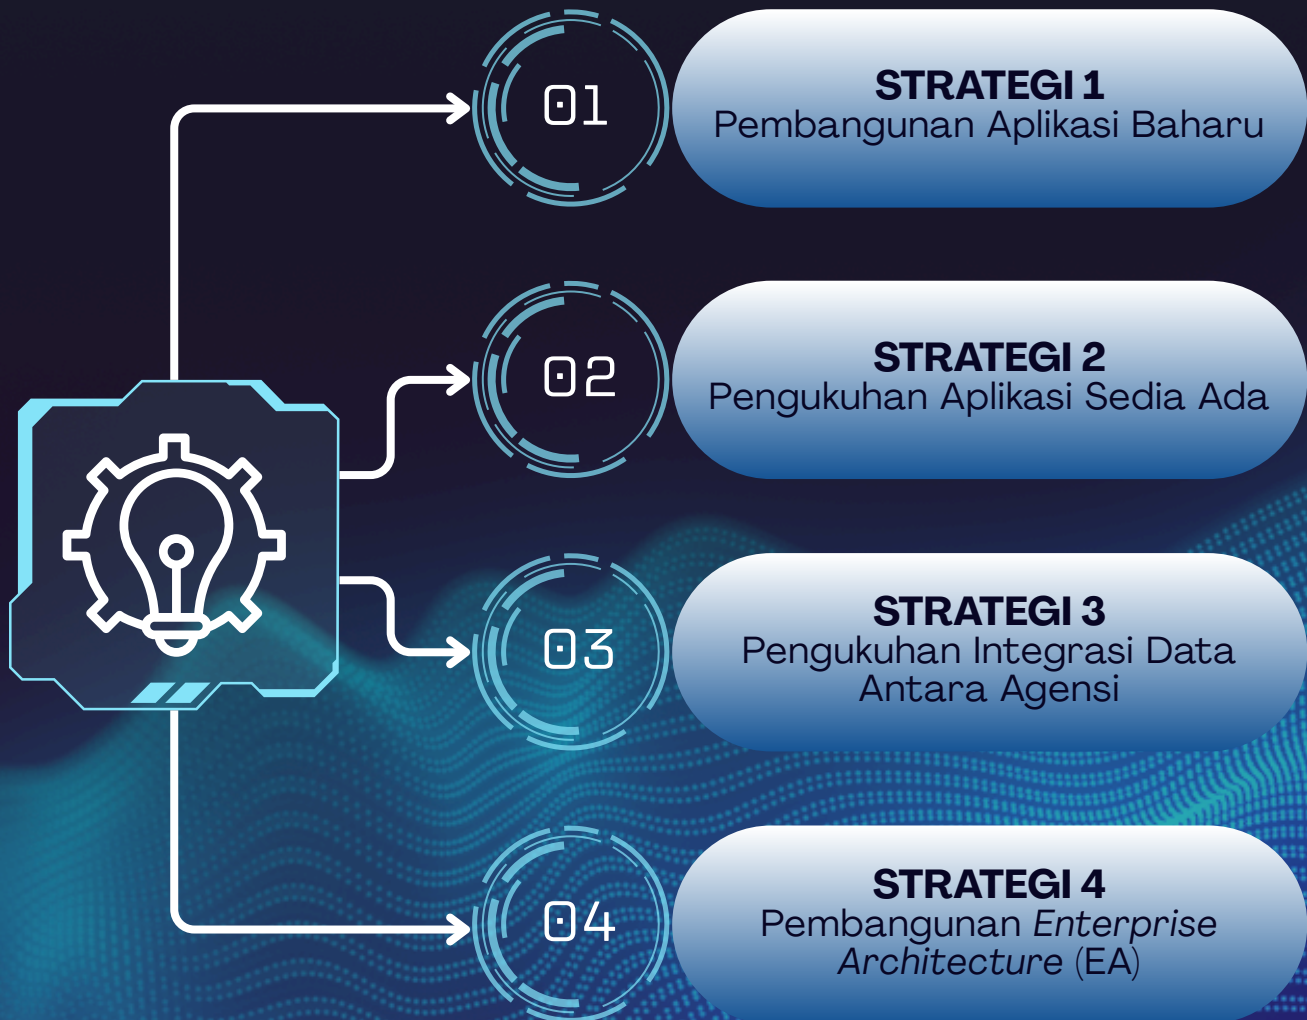 01
STRATEGI 1
Pembangunan Aplikasi Baharu
02
STRATEGI 2
Pengukuhan Aplikasi Sedia Ada
03
STRATEGI 3
Pengukuhan Integrasi Data
Antara Agensi
04
STRATEGI 4
Pembangunan Enterprise
Architecture (EA)